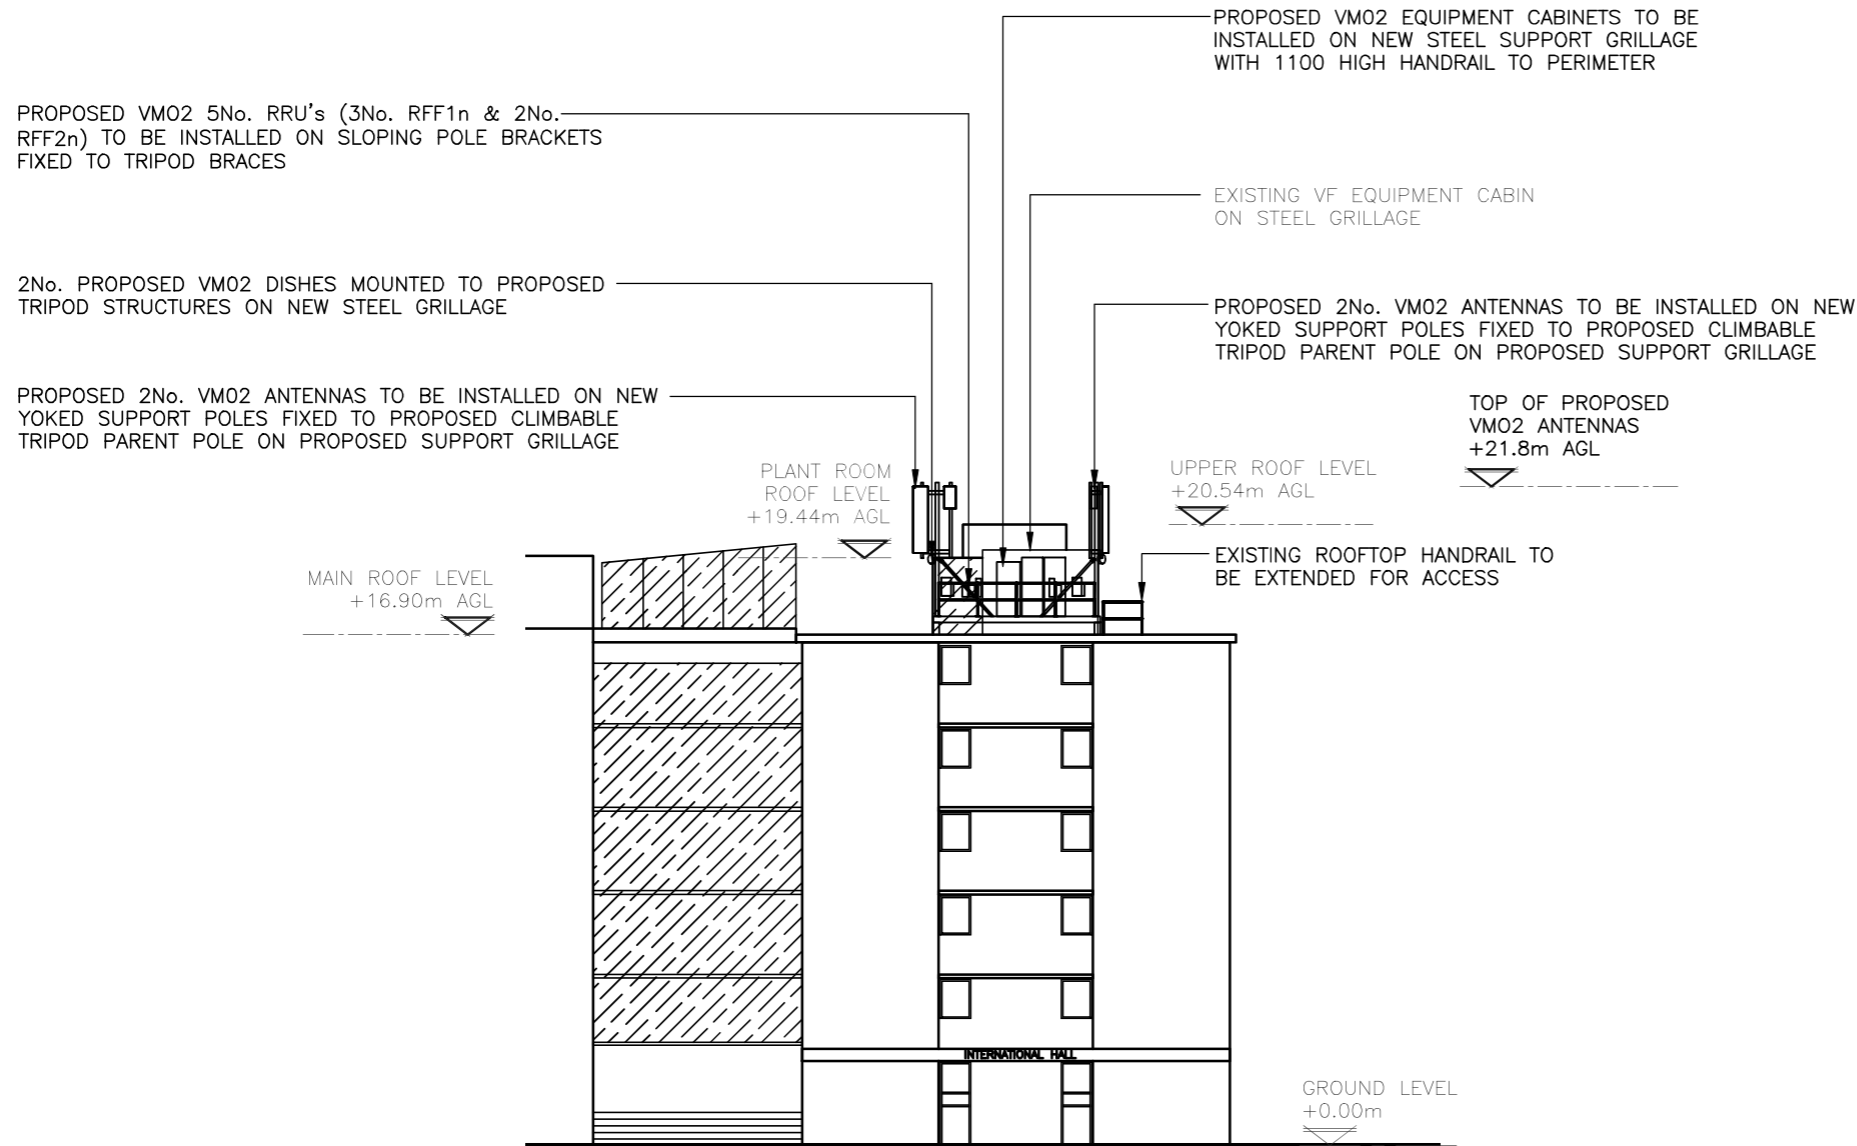 PROPOSED VMO2 EQUIPMENT CABINETS TO BE
INSTALLED ON NEW STEEL SUPPORT GRILLAGE
WITH 1100 HIGH HANDRAIL TO PERIMETER
PROPOSED VMO2 5No. RRU's (3No. RFF1n & 2No.
RFF2n) TO BE INSTALLED ON SLOPING POLE BRACKETS
FIXED TO TRIPOD BRACES
EXISTING VF EQUIPMENT CABIN
ON STEEL GRILLAGE
2No. PROPOSED VMO2 DISHES MOUNTED TO PROPOSED
TRIPOD STRUCTURES ON NEW STEEL GRILLAGE
PROPOSED 2No. VMO2 ANTENNAS TO BE INSTALLED ON NEW
YOKED SUPPORT POLES FIXED TO PROPOSED CLIMBABLE
TRIPOD PARENT POLE ON PROPOSED SUPPORT GRILLAGE
PROPOSED 2No. VMO2 ANTENNAS TO BE INSTALLED ON NEW
YOKED SUPPORT POLES FIXED TO PROPOSED CLIMBABLE
TRIPOD PARENT POLE ON PROPOSED SUPPORT GRILLAGE
TOP OF PROPOSED
VMO2 ANTENNAS
+21.8m AGL
PLANT ROOM
ROOF LEVEL
+19.44m AGL
UPPER ROOF LEVEL
+20.54m AGL
EXISTING ROOFTOP HANDRAIL TO
BE EXTENDED FOR ACCESS
MAIN ROOF LEVEL
+16.90m AGL
INTERNATIONAL HALL
GROUND LEVEL
+0.00m